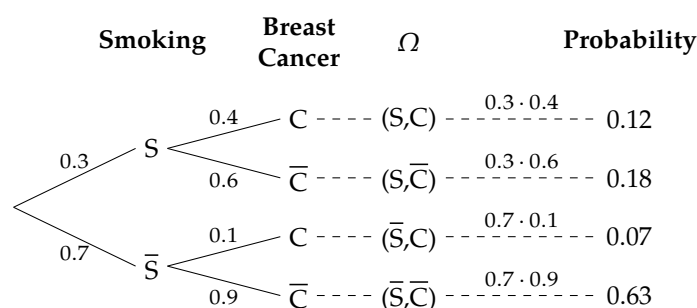 Smoking Breast Cancer Ω Probability
0.4 C (S,C) 0.3 · 0.4 0.12
0.3 S
0.6 C̅ (S,C̅) 0.3 · 0.6 0.18
0.1 C (S̅,C) 0.7 · 0.1 0.07
0.7 S̅
0.9 C̅ (S̅,C̅) 0.7 · 0.9 0.63